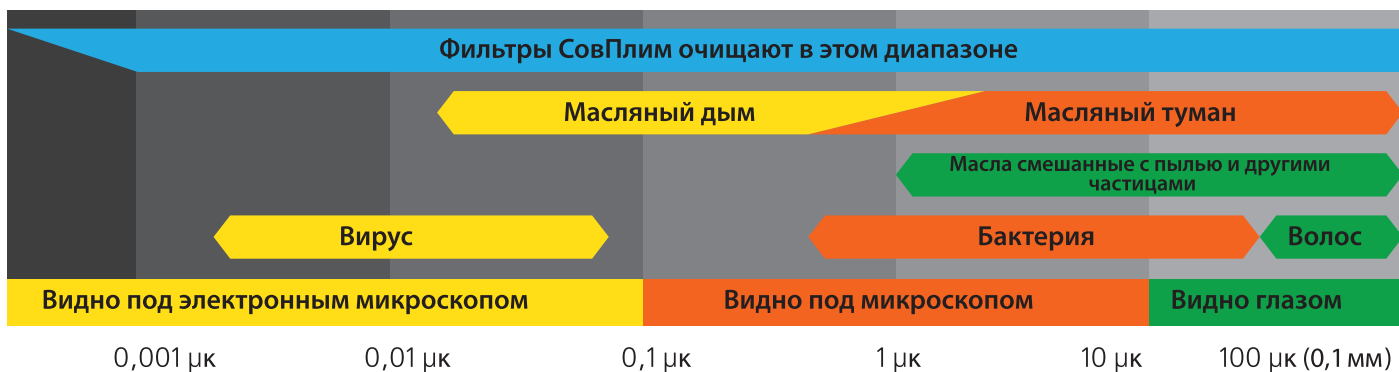 Фильтры СовПлим очищают в этом диапазоне
Масляный дым
Масляный туман
Масла смешанные с пылью и другими
частицами
Вирус
Бактерия
Волос
Видно под электронным микроскопом
Видно под микроскопом
Видно глазом
0,001 µк
0,01 µк
0,1 µк
1 µк
10 µк
100 µк (0,1 мм)